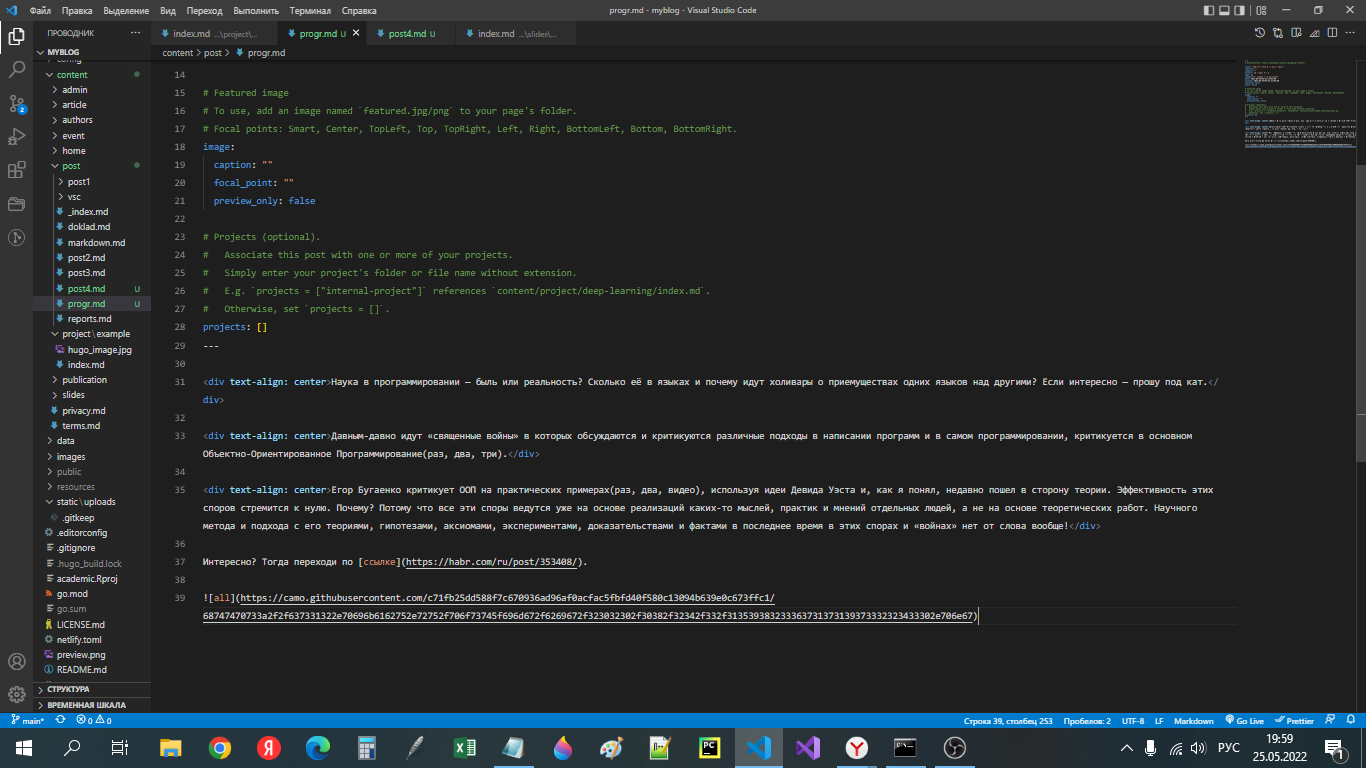 Файл Правка Выделение Вид Переход Выполнить Терминал Справка
progr.md - myblog - Visual Studio Code
ПРОВОДНИК
index.md ...\project\...
progr.md U
post4.md U
index.md ...\slides\...
content > post > progr.md
MYBLOG
config
content
admin
article
authors
event
home
post
post1
vsc
_index.md
doklad.md
markdown.md
post2.md
post3.md
post4.md U
progr.md U
reports.md
project\example
hugo_image.jpg
index.md
publication
slides
privacy.md
terms.md
data
images
public
resources
static\uploads
.gitkeep
.editorconfig
.gitignore
.hugo_build.lock
academic.Rproj
go.mod
go.sum
LICENSE.md
netlify.toml
preview.png
README.md
СТРУКТУРА
ВРЕМЕННАЯ ШКАЛА
14
15 # Featured image
16 # To use, add an image named `featured.jpg/png` to your page's folder.
17 # Focal points: Smart, Center, TopLeft, Top, TopRight, Left, Right, BottomLeft, Bottom, BottomRight.
18 image:
19 caption: ""
20 focal_point: ""
21 preview_only: false
22
23 # Projects (optional).
24 #   Associate this post with one or more of your projects.
25 #   Simply enter your project's folder or file name without extension.
26 #   E.g. `projects = ["internal-project"]` references `content/project/deep-learning/index.md`.
27 #   Otherwise, set `projects = []`.
28 projects: []
29 ---
30
31 <div text-align: center>Наука в программировании — быль или реальность? Сколько её в языках и почему идут холивары о приемуществах одних языков над другими? Если интересно — прошу под кат.</
div>
32
33 <div text-align: center>Давным-давно идут «священные войны» в которых обсуждаются и критикуются различные подходы в написании программ и в самом программировании, критикуется в основном
Объектно-Ориентированное Программирование(раз, два, три).</div>
34
35 <div text-align: center>Егор Бугаенко критикует ООП на практических примерах(раз, два, видео), используя идеи Девида Уэста и, как я понял, недавно пошел в сторону теории. Эффективность этих
споров стремится к нулю. Почему? Потому что все эти споры ведутся уже на основе реализаций каких-то мыслей, практик и мнений отдельных людей, а не на основе теоретических работ. Научного
метода и подхода с его теориями, гипотезами, аксиомами, экспериментами, доказательствами и фактами в последнее время в этих спорах и «войнах» нет от слова вообще!</div>
36
37 Интересно? Тогда переходи по [ссылке](https://habr.com/ru/post/353408/).
38
39 ![all](https://camo.githubusercontent.com/c71fb25dd588f7c670936ad96af0acfac5fbfd40f580c13094b639e0c673ffc1/
main* 0 0
Строка 39, столбец 253 Пробелов: 2 UTF-8 LF Markdown Go Live Prettier
РУС
19:59
25.05.2022
2
1